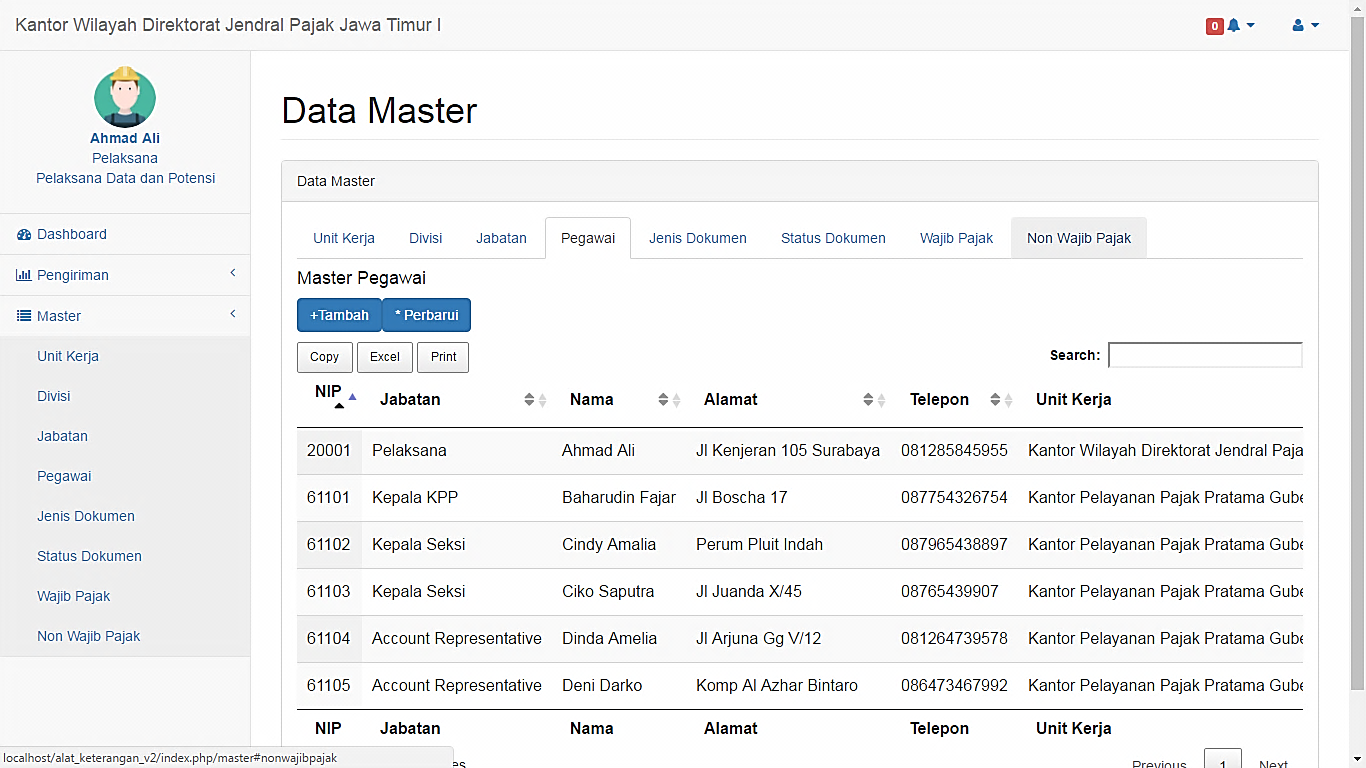 Kantor Wilayah Direktorat Jendral Pajak Jawa Timur I
0
Ahmad Ali
Pelaksana
Pelaksana Data dan Potensi
Dashboard
Pengiriman
Master
Unit Kerja
Divisi
Jabatan
Pegawai
Jenis Dokumen
Status Dokumen
Wajib Pajak
Non Wajib Pajak
Data Master
Data Master
Unit Kerja Divisi Jabatan Pegawai Jenis Dokumen Status Dokumen Wajib Pajak Non Wajib Pajak
Master Pegawai
+Tambah * Perbarui
Copy Excel Print Search:
NIP Jabatan Nama Alamat Telepon Unit Kerja
20001 Pelaksana Ahmad Ali Jl Kenjeran 105 Surabaya 081285845955 Kantor Wilayah Direktorat Jendral Paja
61101 Kepala KPP Baharudin Fajar Jl Boscha 17 087754326754 Kantor Pelayanan Pajak Pratama Gube
61102 Kepala Seksi Cindy Amalia Perum Pluit Indah 087965438897 Kantor Pelayanan Pajak Pratama Gube
61103 Kepala Seksi Ciko Saputra Jl Juanda X/45 08765439907 Kantor Pelayanan Pajak Pratama Gube
61104 Account Representative Dinda Amelia Jl Arjuna Gg V/12 081264739578 Kantor Pelayanan Pajak Pratama Gube
61105 Account Representative Deni Darko Komp Al Azhar Bintaro 086473467992 Kantor Pelayanan Pajak Pratama Gube
NIP Jabatan Nama Alamat Telepon Unit Kerja
Previous 1 Next
localhost/alat_keterangan_v2/index.php/master#nonwajibpajak